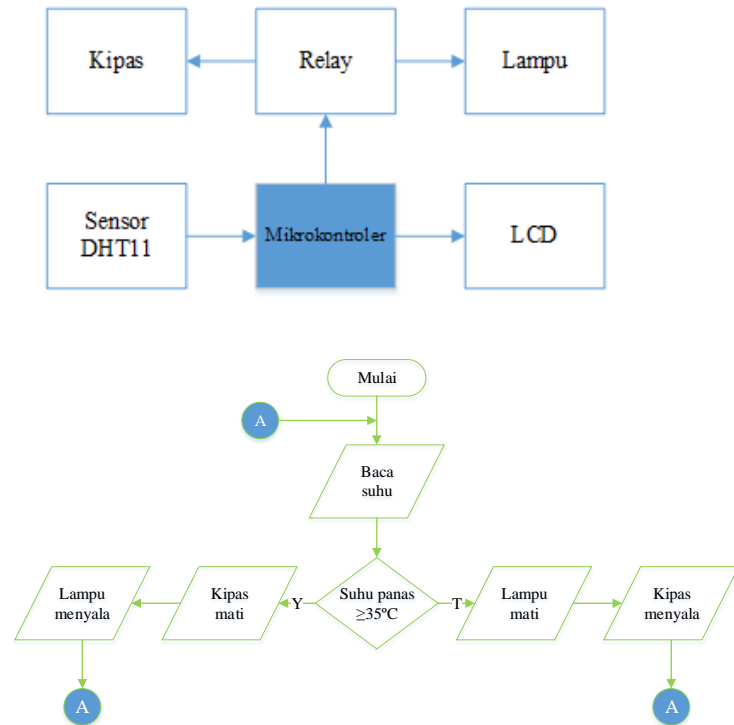 Kipas
Relay
Lampu
Sensor
DHT11
Mikrokontroler
LCD
Mulai
A
Baca
suhu
Lampu
menyala
Kipas
mati
Y
Suhu panas
≥35ºC
T
Lampu
mati
Kipas
menyala
A
A